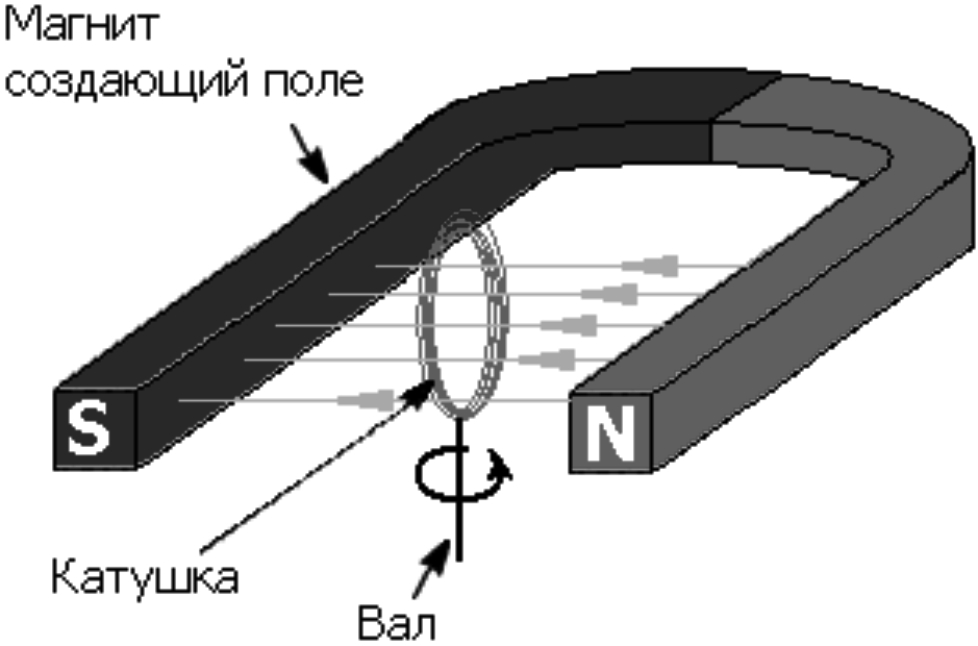 Магнит
создающий поле
S
N
Катушка
Вал